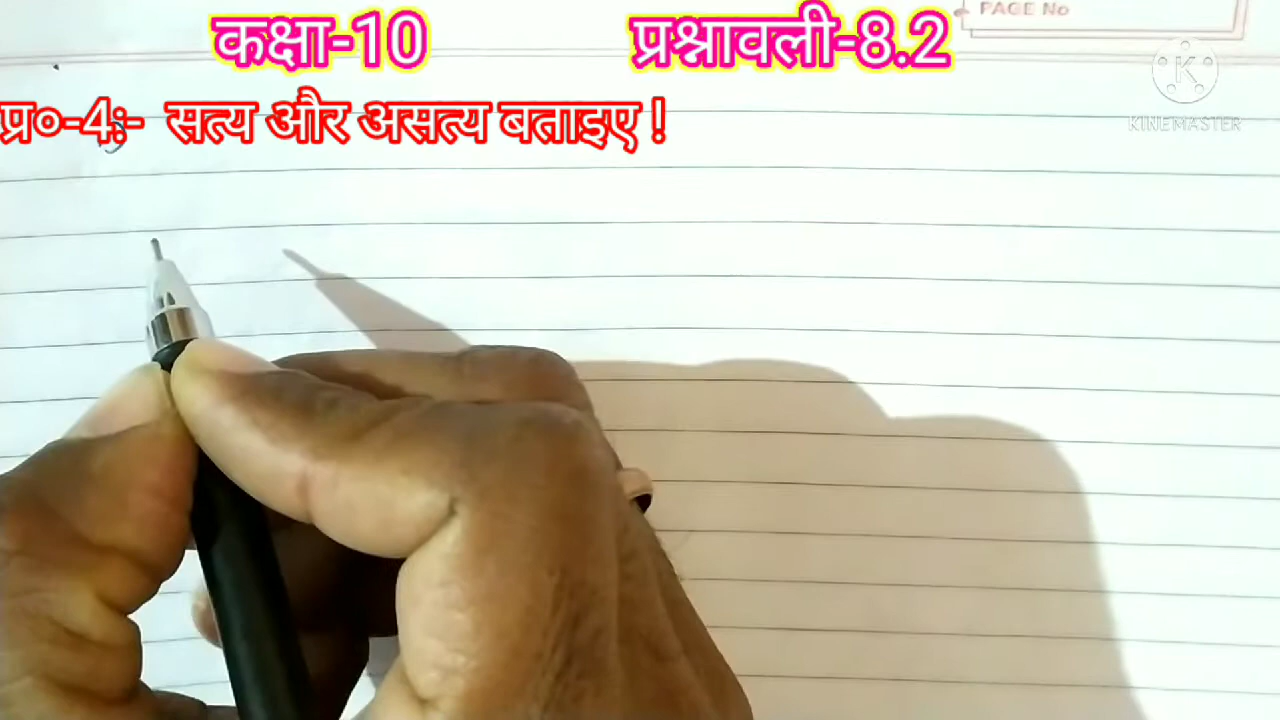 PAGE No
कक्षा-10 प्रश्नावली-8.2
K
KINEMASTER
प्र०-4:- सत्य और असत्य बताइए !